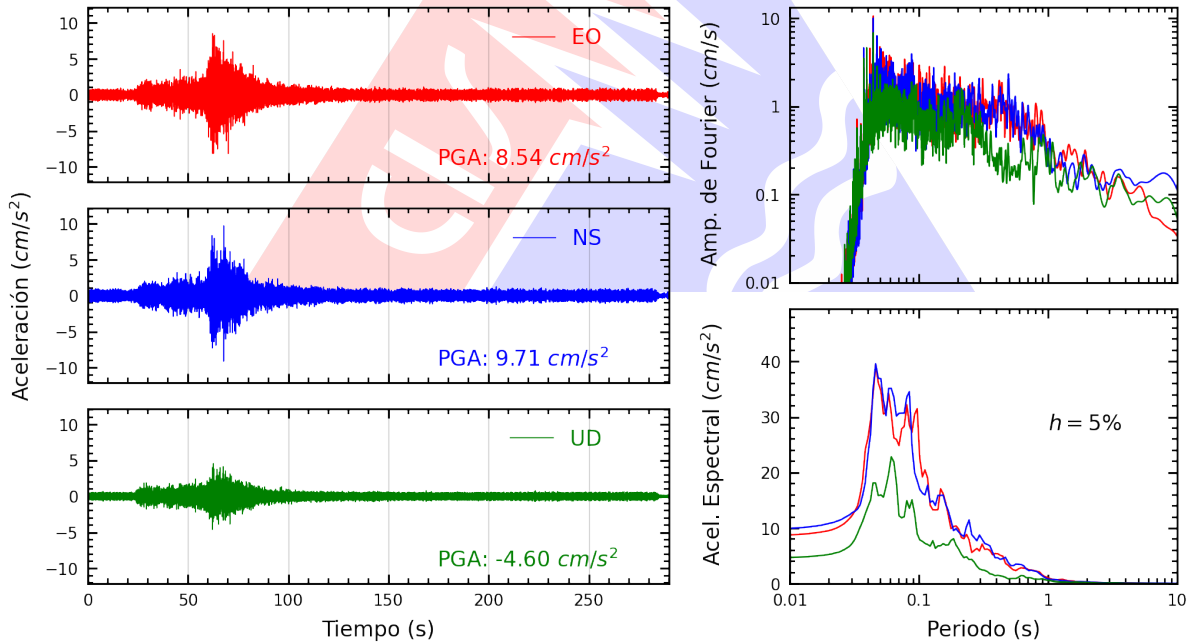 Aceleración (cm/s²)
10
5
0
−5
−10
EO
PGA: 8.54 cm/s²
10
5
0
−5
−10
NS
PGA: 9.71 cm/s²
10
5
0
−5
−10
UD
PGA: -4.60 cm/s²
0 50 100 150 200 250
Tiempo (s)
Amp. de Fourier (cm/s)
10
1
0.1
0.01
Acel. Espectral (cm/s²)
40
30
20
10
0
h = 5%
0.01 0.1 1 10
Periodo (s)